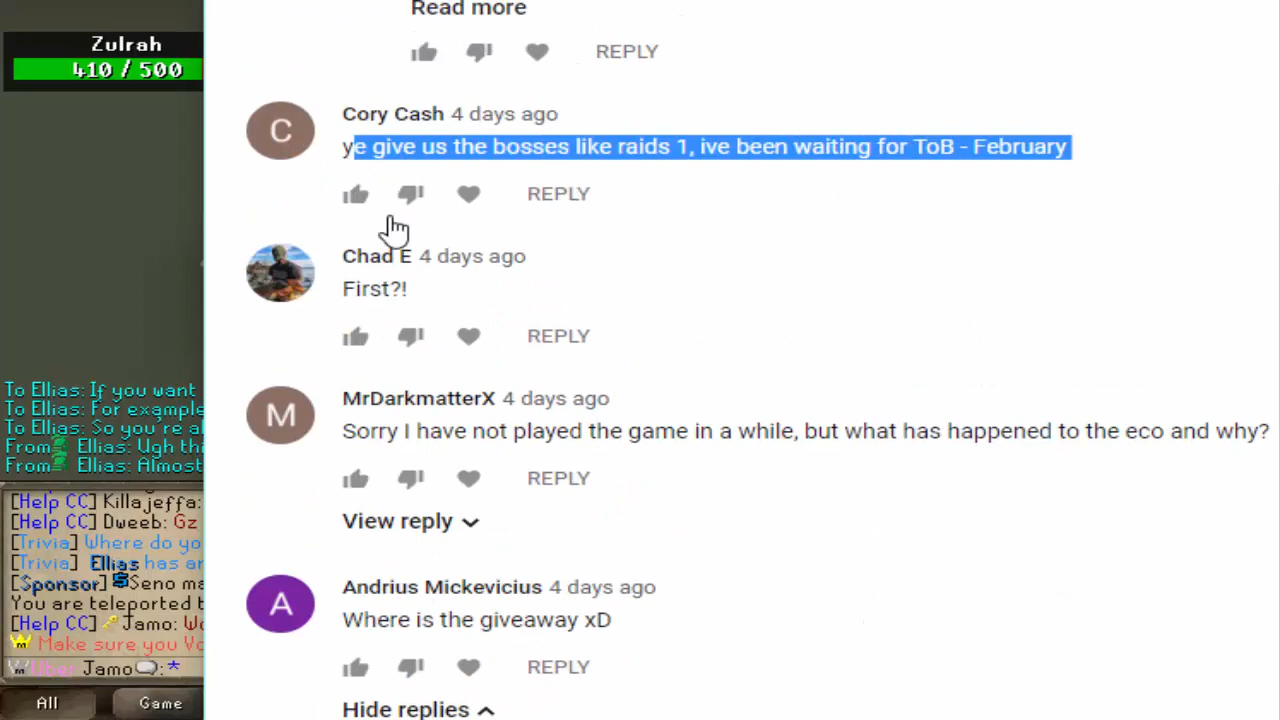 Zulrah
410 / 500
To Ellias: If you want
To Ellias: For example
To Ellias: So you're al
From Ellias: Ugh thi
From Ellias: Almost
[Help CC] Killajeffa:
[Help CC] Dweeb: Gz
[Trivia] Where do yo
[Trivia] Ellias has an
[Sponsor] Seno ma
You are teleported t
[Help CC] Jamo: Wo
Make sure you Vo
Uber Jamo: *
All
Game
Read more
REPLY
Cory Cash 4 days ago
ye give us the bosses like raids 1, ive been waiting for ToB - February
REPLY
Chad E 4 days ago
First?!
REPLY
MrDarkmatterX 4 days ago
Sorry I have not played the game in a while, but what has happened to the eco and why?
REPLY
View reply
Andrius Mickevicius 4 days ago
Where is the giveaway xD
REPLY
Hide replies